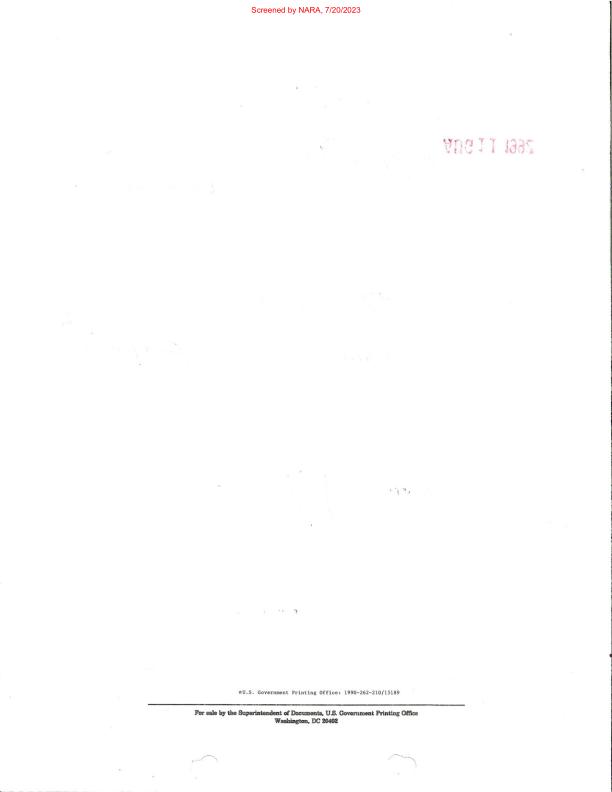 Screened by NARA, 7/20/2023
☆U.S. Government Printing Office: 1990-262-210/15189
For sale by the Superintendent of Documents, U.S. Government Printing Office
Washington, DC 20402